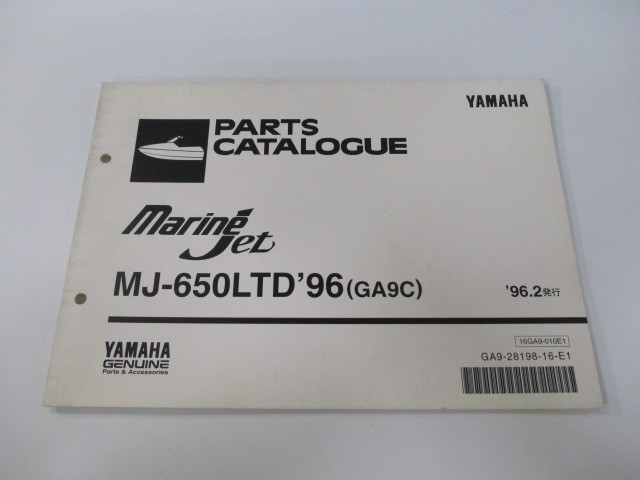 YAMAHA
PARTS
CATALOGUE
Marine
Jet
MJ-650LTD'96(GA9C)
'96.2発行
16GA9-010E1
YAMAHA
GENUINE
Parts & Accessories
GA9-28198-16-E1